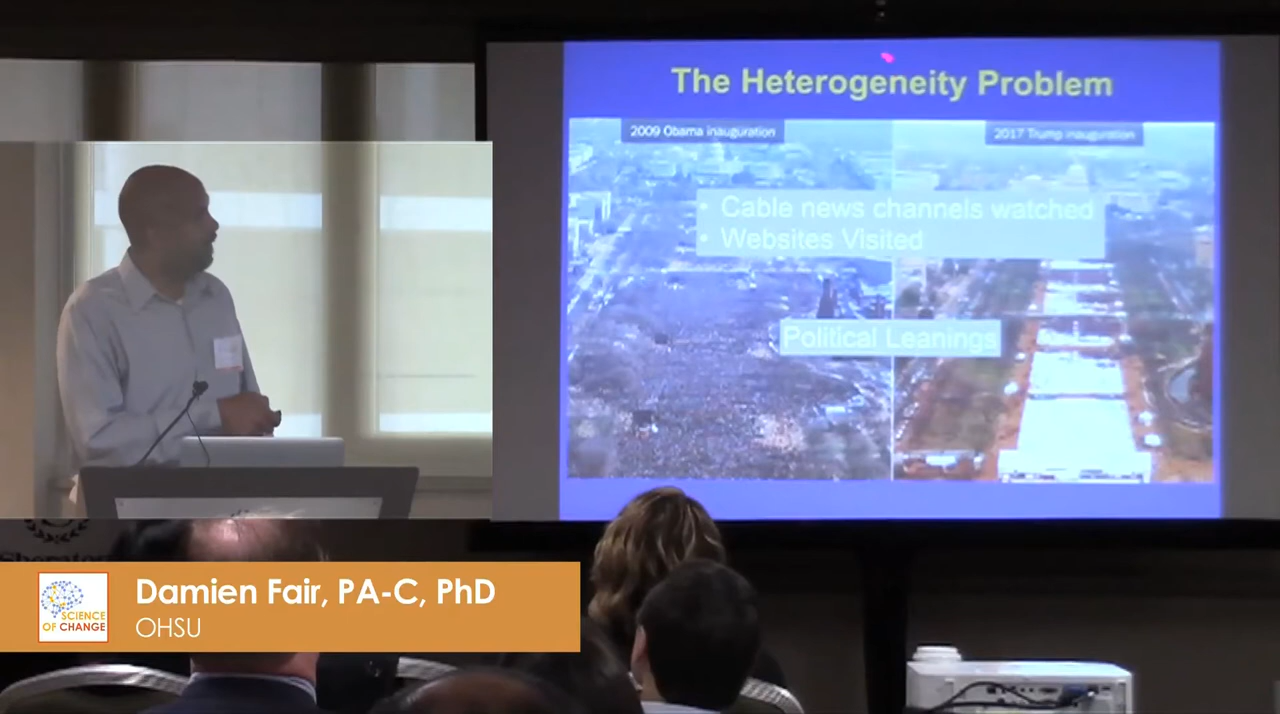 The Heterogeneity Problem
2009 Obama inauguration
2017 Trump inauguration
• Cable news channels watched
• Websites Visited
Political Leanings
Sheraton
SCIENCE
OF CHANGE
Damien Fair, PA-C, PhD
OHSU